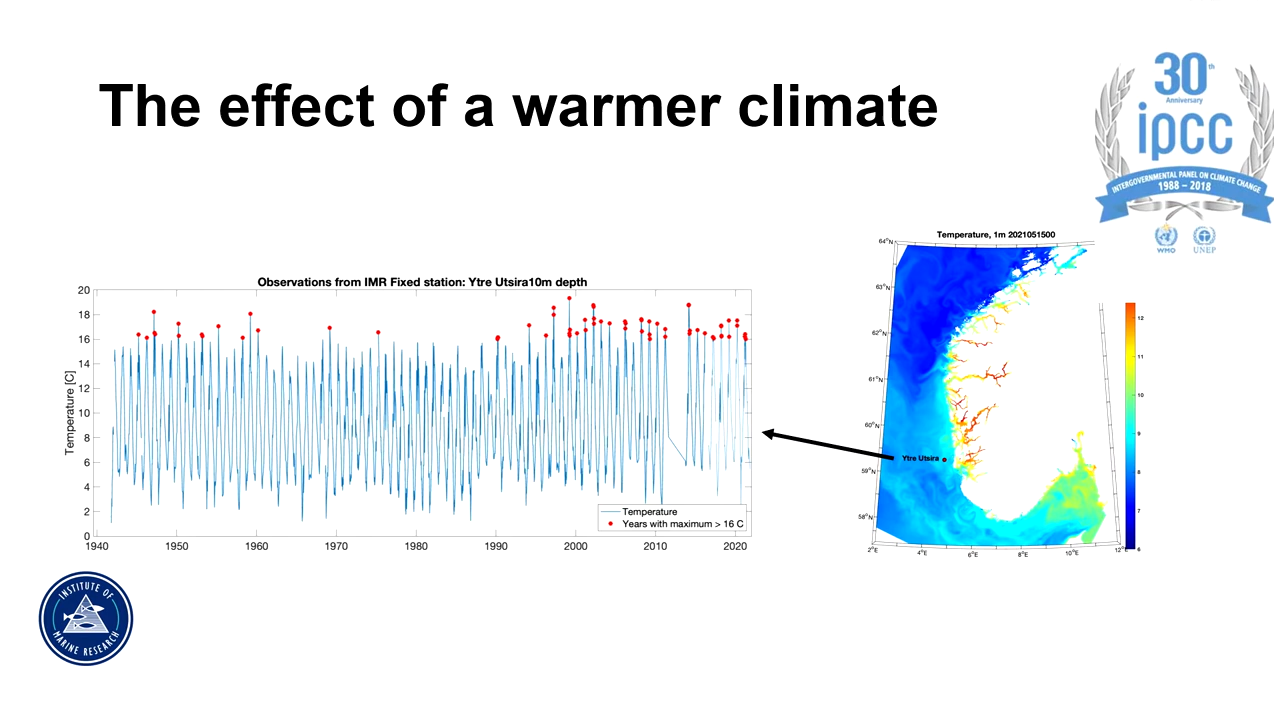 The effect of a warmer climate
30th
Anniversary
ipcc
INTERGOVERNMENTAL PANEL ON CLIMATE CHANGE
1988 – 2018
WMO
UNEP
Observations from IMR Fixed station: Ytre Utsira10m depth
Temperature [C]
20
18
16
14
12
10
8
6
4
2
0
1940
1950
1960
1970
1980
1990
2000
2010
2020
Temperature
Years with maximum > 16 C
Temperature, 1m 2021051500
64°N
63°N
62°N
61°N
60°N
59°N
58°N
2°E
4°E
6°E
8°E
10°E
12°E
Ytre Utsira
12
11
10
9
8
7
6
INSTITUTE OF
MARINE RESEARCH